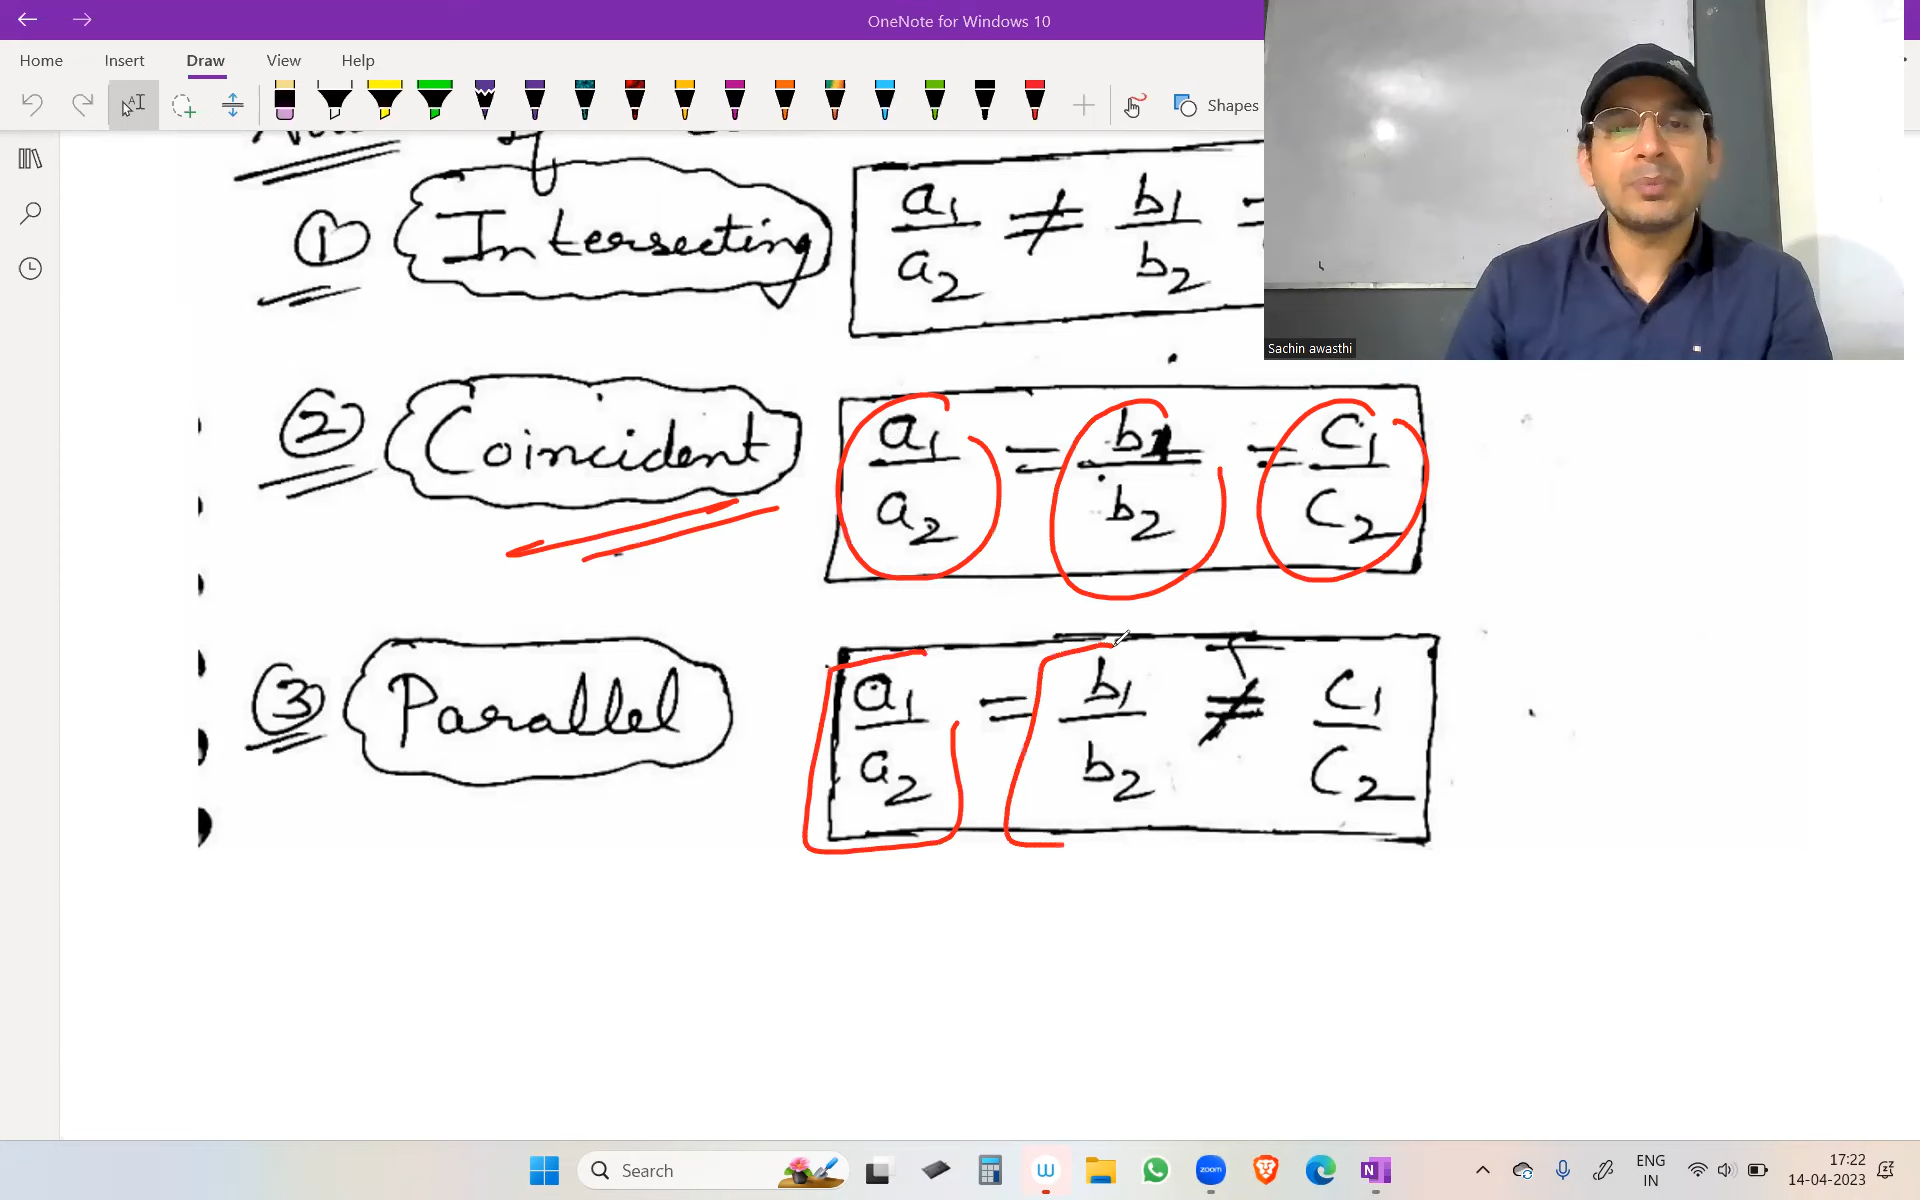 OneNote for Windows 10
Home Insert Draw View Help
Shapes
① Intersecting a1/a2 ≠ b1/b2 =
Sachin awasthi
② Coincident a1/a2 = b1/b2 = C1/C2
③ Parallel a1/a2 = b1/b2 ≠ C1/C2
Search
zoom
ENG
IN
17:22
14-04-2023